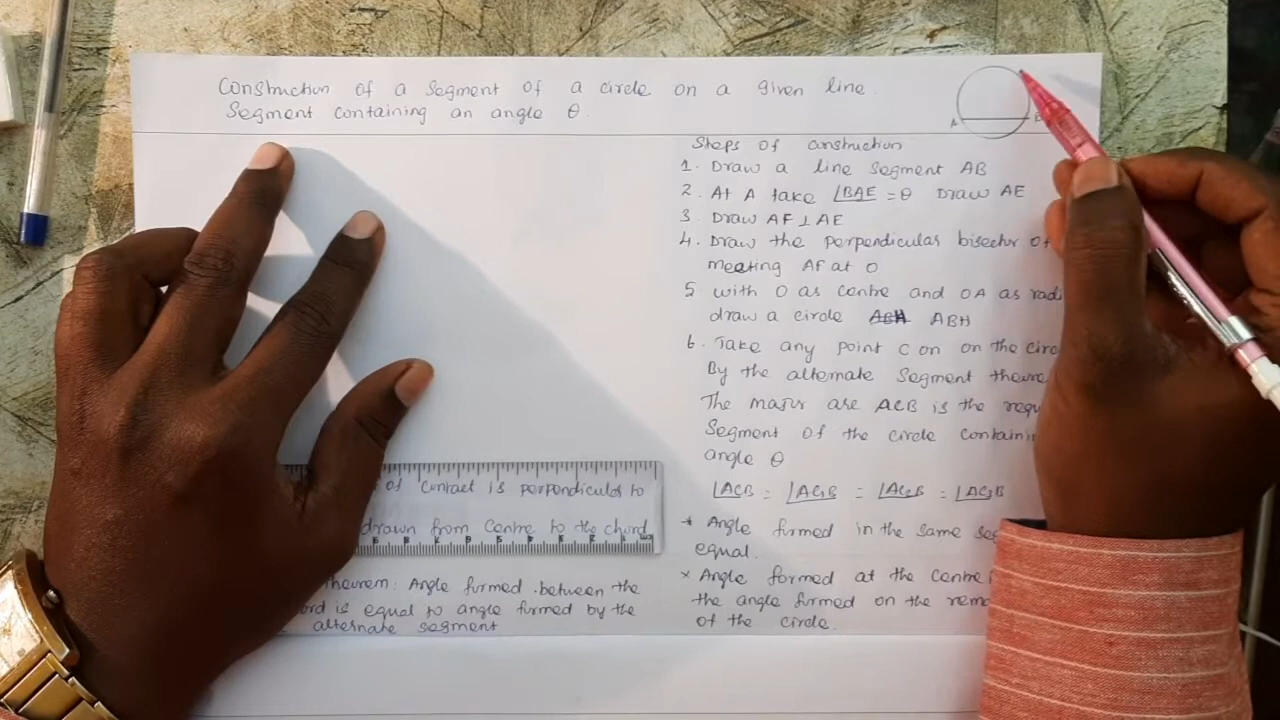 Construction of a Segment of a circle on a given line.
Segment containing an angle θ.
A B
Steps of construction
1. Draw a line segment AB
2. At A take ∠BAE = θ Draw AE
3. Draw AF⊥AE
4. Draw the perpendicular bisector of
meeting AF at O
5 with O as centre and OA as radi
draw a circle ABH
6. Take any point C on on the circ
By the alternate Segment theore
The major arc ACB is the requ
Segment of the circle containin
angle θ
∠ACB = ∠AC1B = ∠AC2B = ∠AC3B
* Angle formed in the same se
equal.
* Angle formed at the centre
the angle formed on the rema
of the circle.
of contact is perpendicular to
drawn from Centre to the chord
Theorem: Angle formed between the
ord is equal to angle formed by the
alternate segment